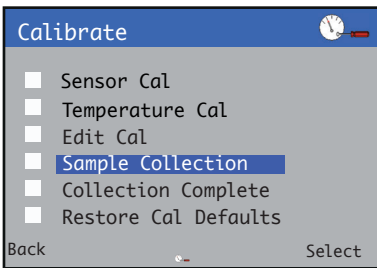 Calibrate
Sensor Cal
Temperature Cal
Edit Cal
Sample Collection
Collection Complete
Restore Cal Defaults
Back Select